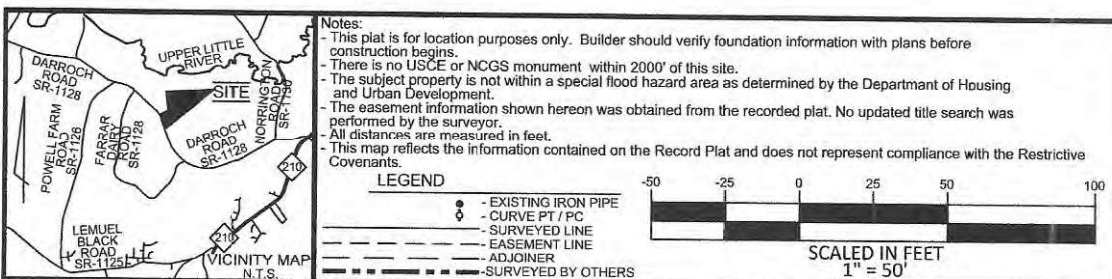 UPPER LITTLE
RIVER
DARROCH
ROAD
SR-1128
SITE
NORRINGTON
ROAD
POWELL FARM
ROAD
SR-1126
FARRAR
DAIRY
ROAD
SR-1128
DARROCH
ROAD
SR-1128
210
LEMUEL
BLACK
ROAD
SR-1125
210
VICINITY MAP
N.T.S.
Notes:
- This plat is for location purposes only. Builder should verify foundation information with plans before
construction begins.
- There is no USCE or NCGS monument within 2000' of this site.
- The subject property is not within a special flood hazard area as determined by the Department of Housing
and Urban Development.
- The easement information shown hereon was obtained from the recorded plat. No updated title search was
performed by the surveyor.
- All distances are measured in feet.
- This map reflects the information contained on the Record Plat and does not represent compliance with the Restrictive
Covenants.
LEGEND
- EXISTING IRON PIPE
- CURVE PT / PC
- SURVEYED LINE
- EASEMENT LINE
- ADJOINER
-SURVEYED BY OTHERS
-50 -25 0 25 50 100
SCALED IN FEET
1" = 50'